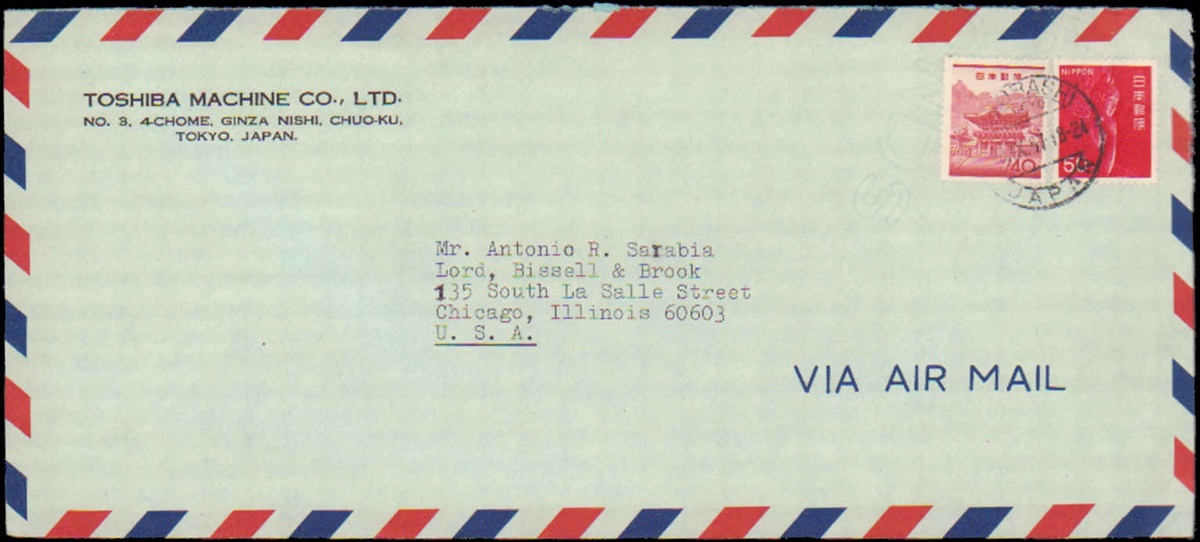 TOSHIBA MACHINE CO., LTD.
NO. 3, 4-CHOME, GINZA NISHI, CHUO-KU,
TOKYO, JAPAN.
日本郵便
40
NIPPON
日本郵便
JAPAN
Mr. Antonio R. Sarabia
Lord, Bissell & Brook
135 South La Salle Street
Chicago, Illinois 60603
U. S. A.
VIA AIR MAIL